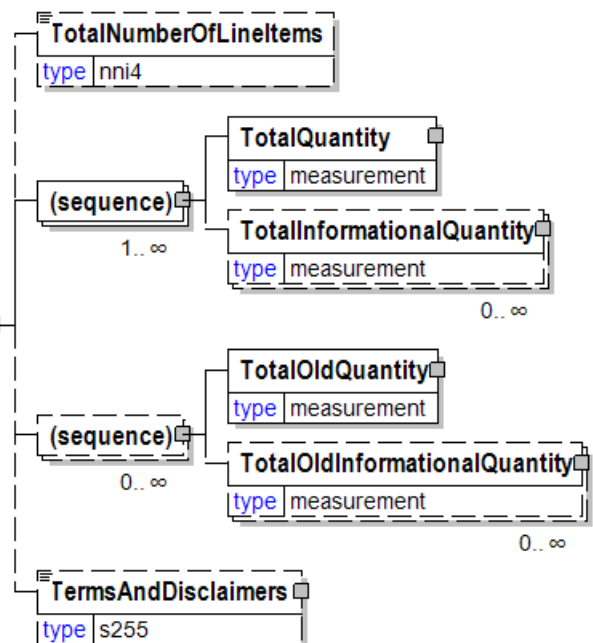 TotalNumberOfLineItems
type nni4
TotalQuantity
type measurement
(sequence)
1.. ∞
TotalInformationalQuantity
type measurement
0.. ∞
TotalOldQuantity
type measurement
(sequence)
0.. ∞
TotalOldInformationalQuantity
type measurement
0.. ∞
TermsAndDisclaimers
type s255